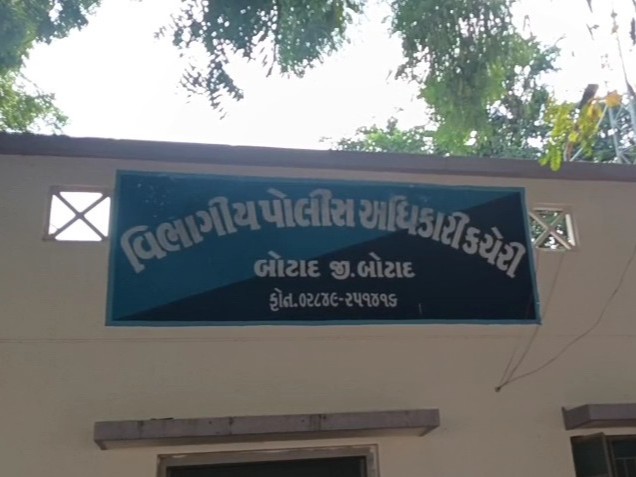 વિભાગીય પોલીસ અધિકારી કચેરી
બોટાદ જી. બોટાદ
ફોન.૦૨૮૪૯-૨૫૧૪૧૬